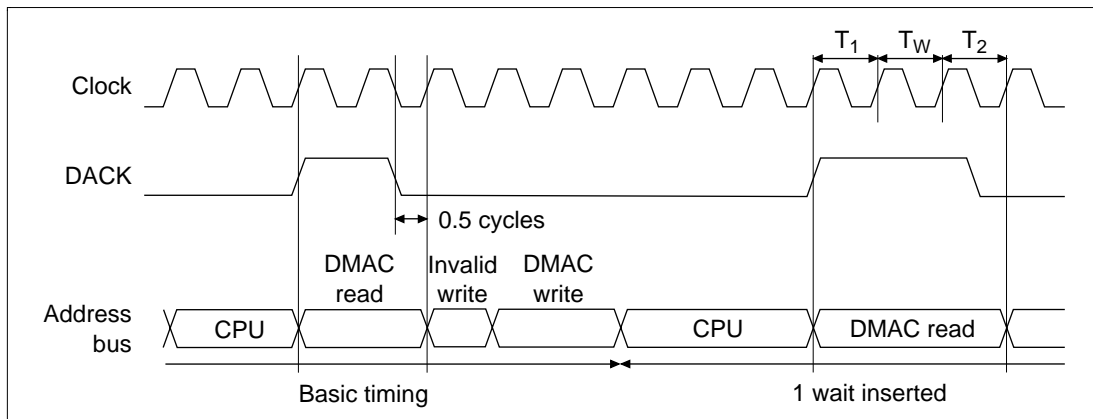 T1 TW T2
Clock
DACK
0.5 cycles
DMAC read Invalid write DMAC write
Address bus
CPU CPU DMAC read
Basic timing 1 wait inserted